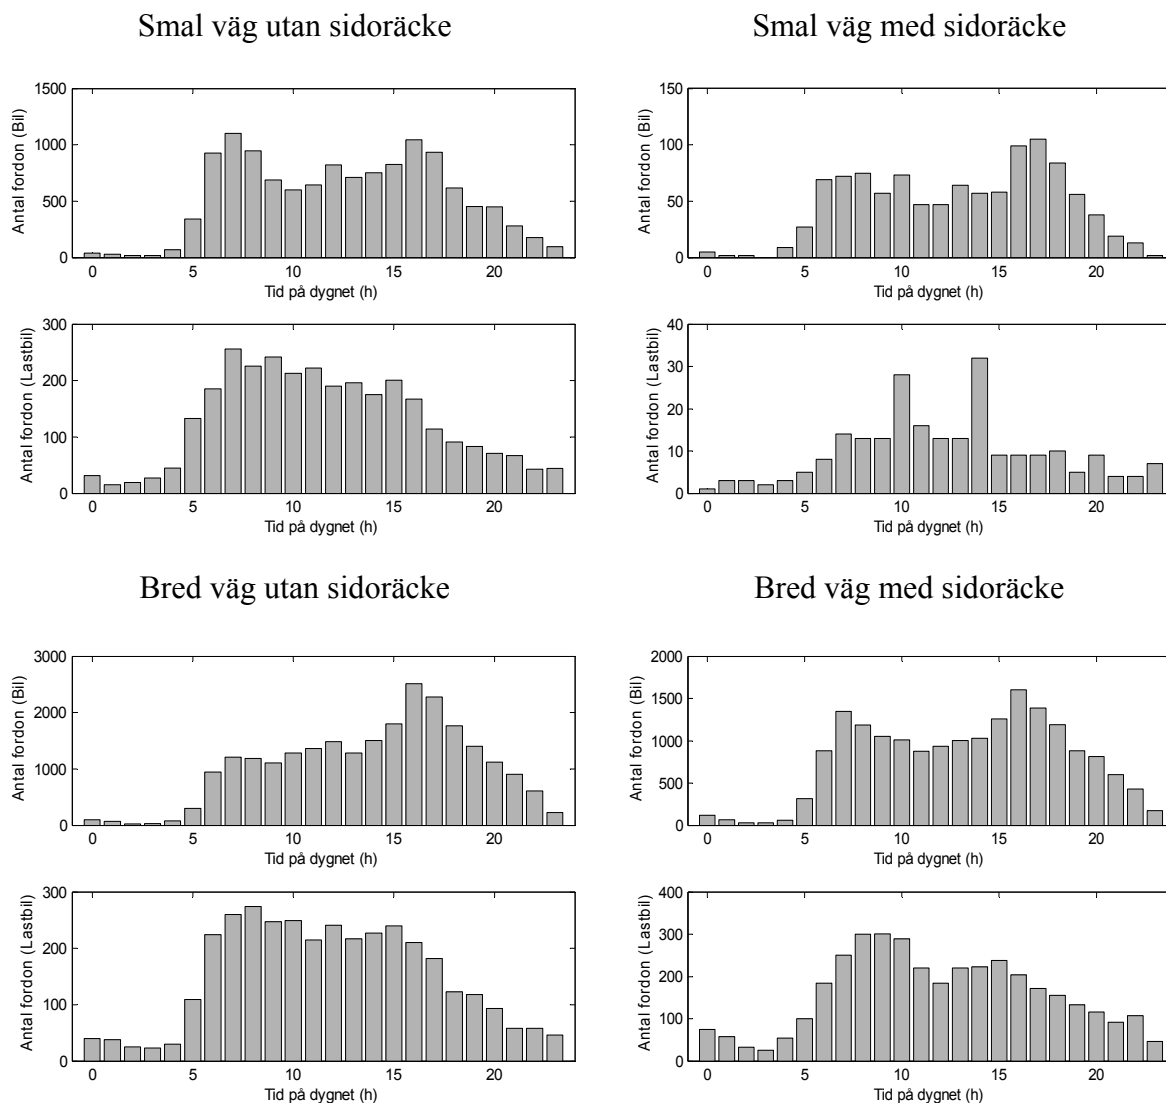 Smal väg utan sidoräcke
1500
1000
500
0
Antal fordon (Bil)
0 5 10 15 20
Tid på dygnet (h)
300
200
100
0
Antal fordon (Lastbil)
0 5 10 15 20
Tid på dygnet (h)
Smal väg med sidoräcke
150
100
50
0
Antal fordon (Bil)
0 5 10 15 20
Tid på dygnet (h)
40
30
20
10
0
Antal fordon (Lastbil)
0 5 10 15 20
Tid på dygnet (h)
Bred väg utan sidoräcke
3000
2000
1000
0
Antal fordon (Bil)
0 5 10 15 20
Tid på dygnet (h)
300
200
100
0
Antal fordon (Lastbil)
0 5 10 15 20
Tid på dygnet (h)
Bred väg med sidoräcke
2000
1500
1000
500
0
Antal fordon (Bil)
0 5 10 15 20
Tid på dygnet (h)
400
300
200
100
0
Antal fordon (Lastbil)
0 5 10 15 20
Tid på dygnet (h)